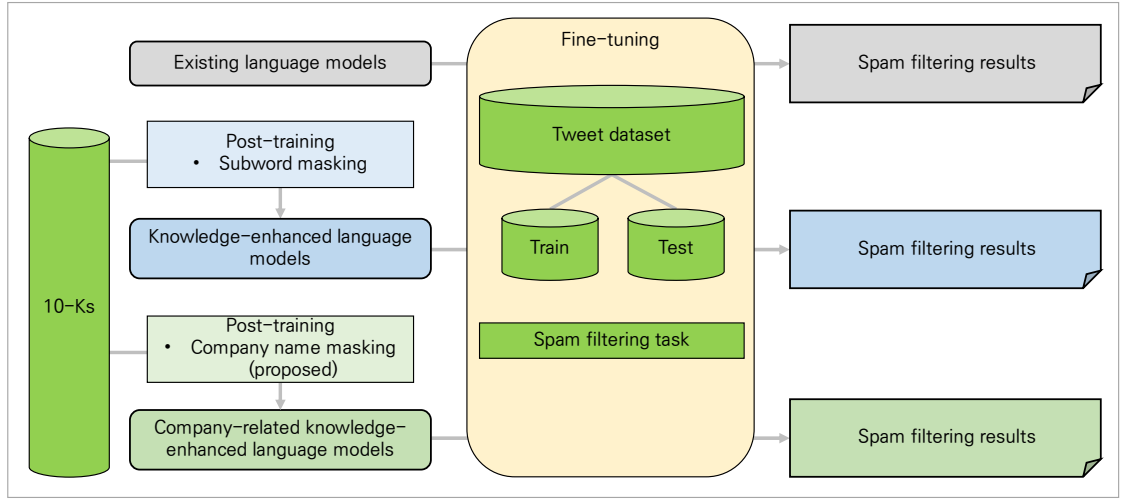 Existing language models
Fine-tuning
Spam filtering results
Tweet dataset
Post-training
• Subword masking
Knowledge-enhanced language
models
Train
Test
Spam filtering results
10-Ks
Post-training
• Company name masking
(proposed)
Spam filtering task
Company-related knowledge-
enhanced language models
Spam filtering results